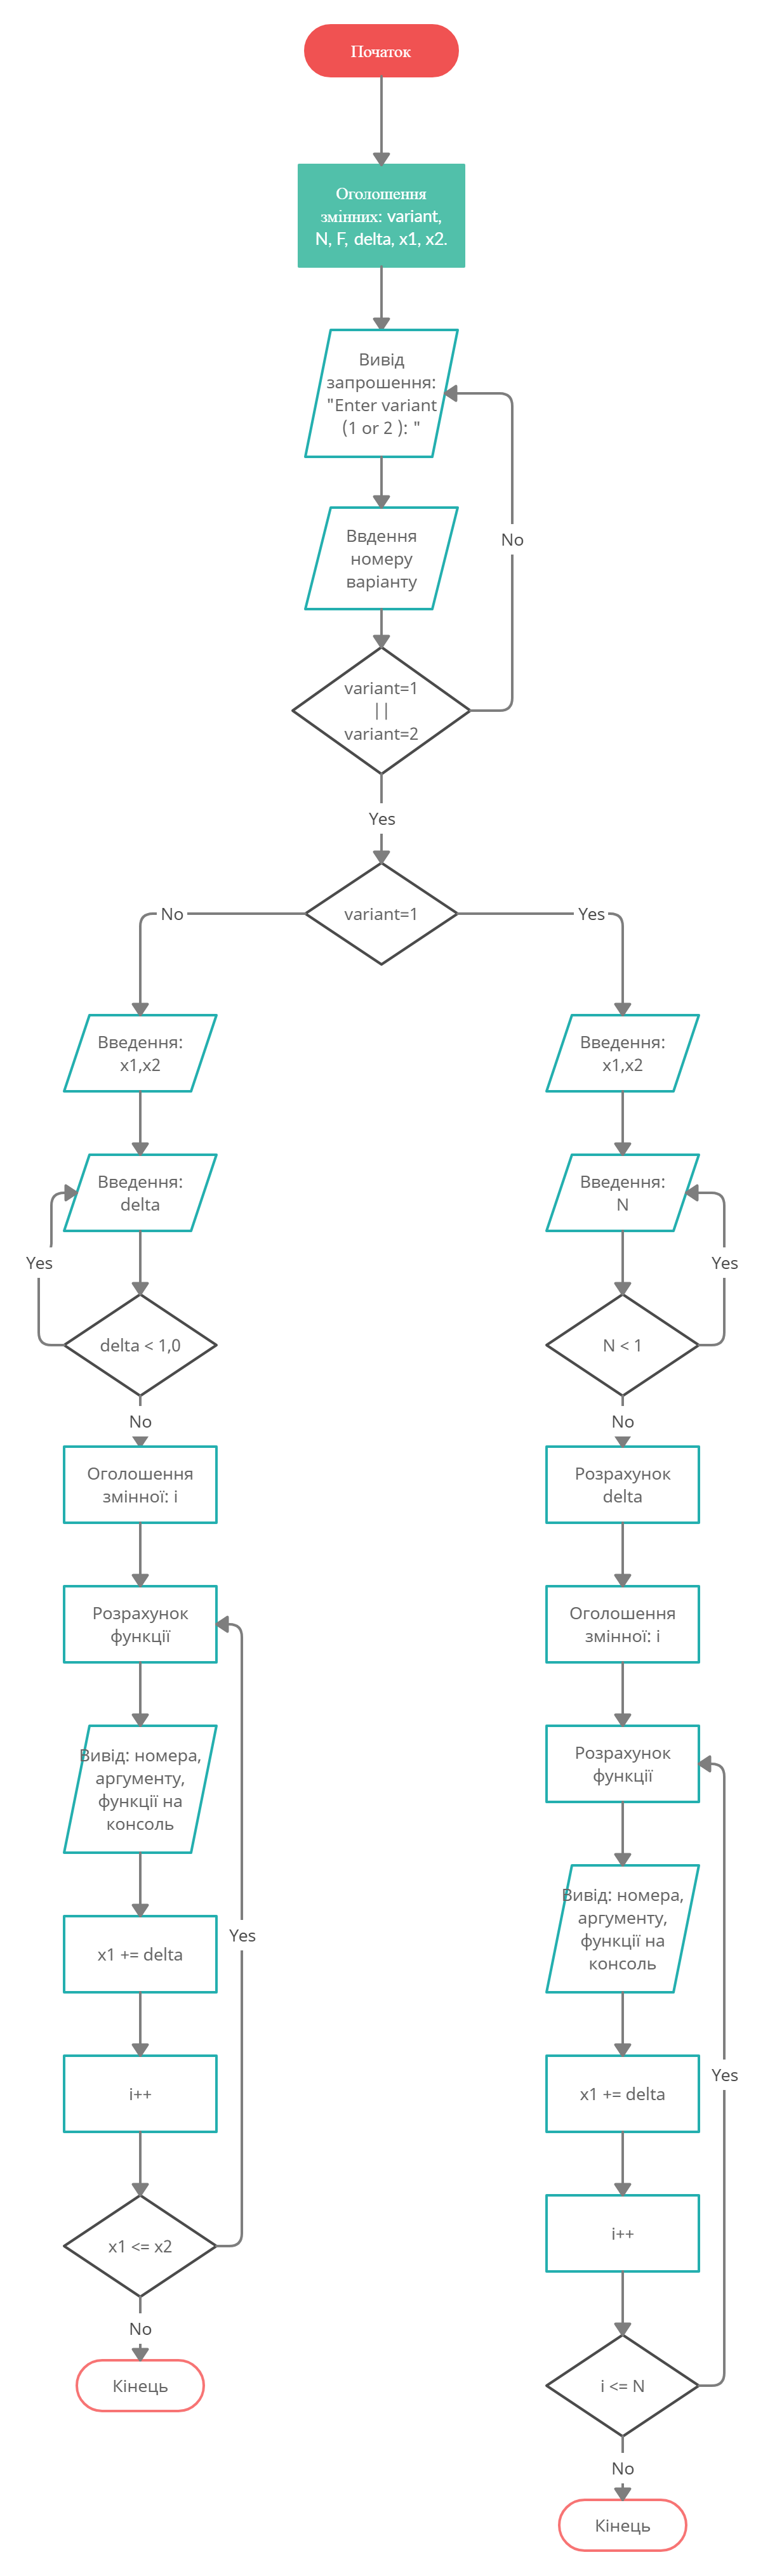 Початок
Оголошення
змінних: variant,
N, F, delta, x1, x2.
Вивід
запрошення:
"Enter variant
(1 or 2 ): "
No
Ввдення
номеру
варіанту
variant=1
||
variant=2
Yes
variant=1
No
Yes
Введення:
x1,x2
Введення:
delta
Yes
delta < 1,0
No
Оголошення
змінної: i
Розрахунок
функції
Вивід: номера,
аргументу,
функції на
консоль
x1 += delta
Yes
i++
x1 <= x2
No
Кінець
Введення:
x1,x2
Введення:
N
Yes
N < 1
No
Розрахунок
delta
Оголошення
змінної: i
Розрахунок
функції
Вивід: номера,
аргументу,
функції на
консоль
x1 += delta
Yes
i++
i <= N
No
Кінець